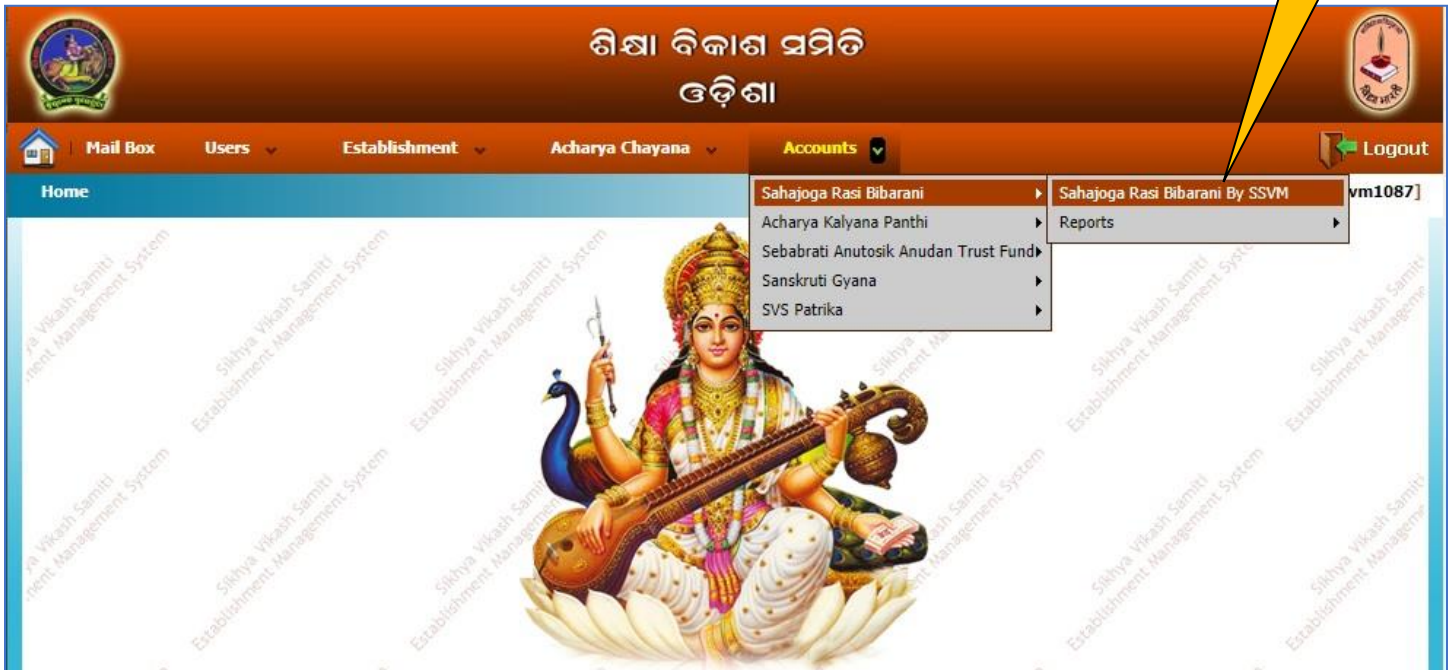 ଶିକ୍ଷା ବିକାଶ ସମିତି
ଓଡ଼ିଶା
विद्या भारती
Mail Box Users Establishment Acharya Chayana Accounts Logout
Home vm1087]
Sahajoga Rasi Bibarani Sahajoga Rasi Bibarani By SSVM
Acharya Kalyana Panthi Reports
Sebabrati Anutosik Anudan Trust Fund
Sanskruti Gyana
SVS Patrika
Sikhya Vikash Samiti
Establishment Management System